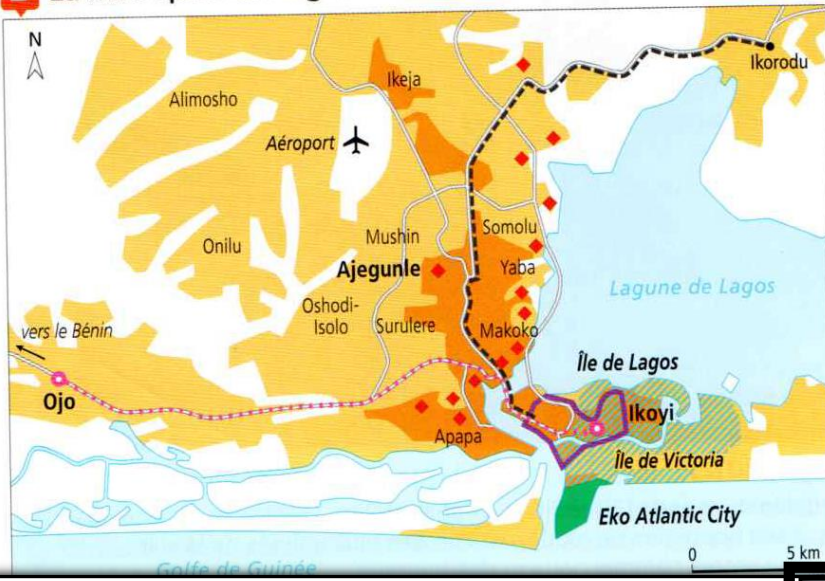 N
Ikorodu
Ikeja
Alimosho
Aéroport
Mushin
Somolu
Onilu
Ajegunle
Yaba
Lagune de Lagos
Oshodi-
Isolo
Surulere
Makoko
vers le Bénin
Île de Lagos
Ojo
Ikoyi
Apapa
Île de Victoria
Eko Atlantic City
0
5 km
Golfe de Guinée